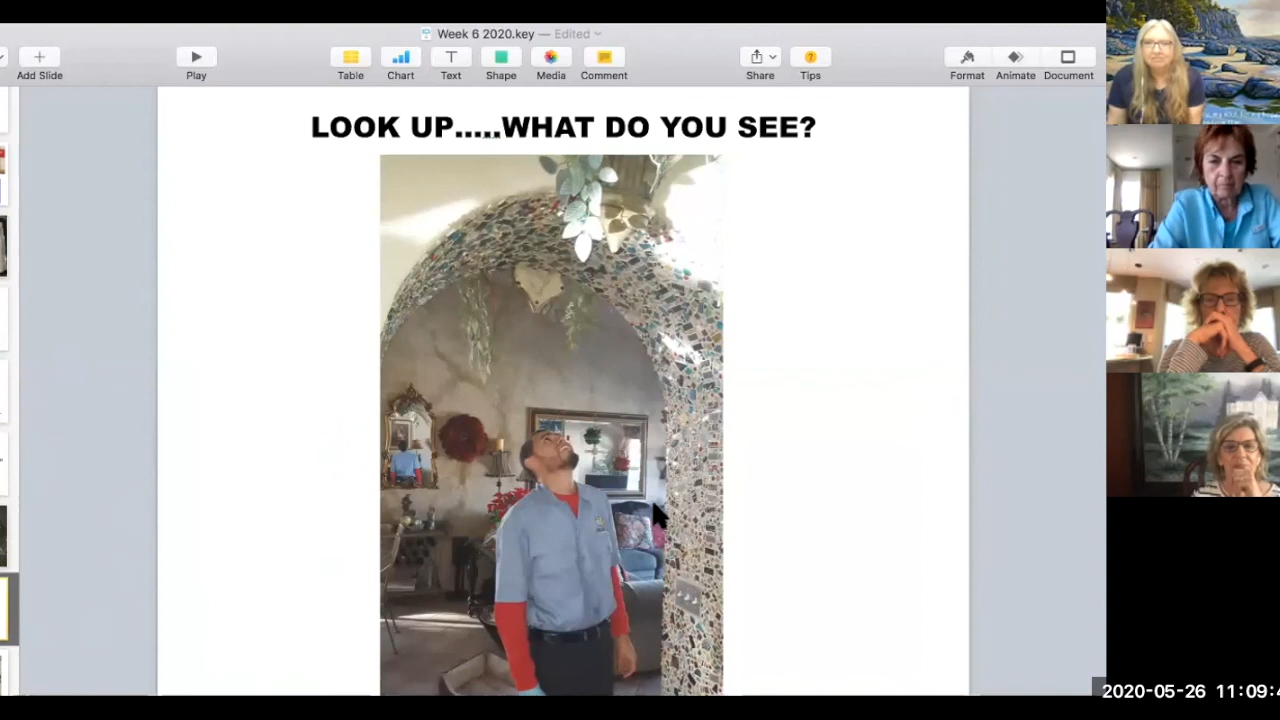 Week 6 2020.key — Edited
Add Slide
Play
Table
Chart
Text
Shape
Media
Comment
Share
Tips
Format
Animate
Document
LOOK UP.....WHAT DO YOU SEE?
2020-05-26 11:09:4